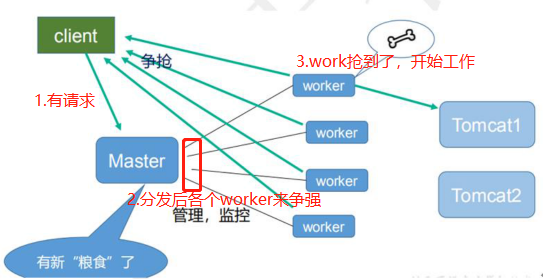 client
争抢
3.work抢到了，开始工作
worker
1.有请求
Tomcat1
worker
Master
worker
Tomcat2
2.分发后各个worker来争强
管理，监控
worker
有新“粮食”了